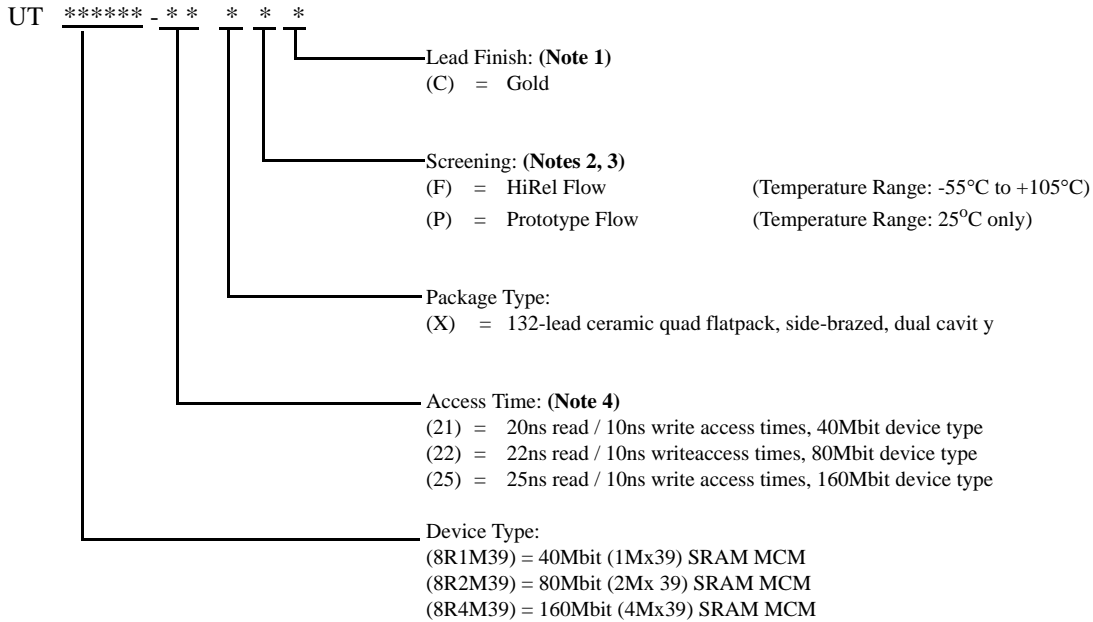 UT ****** - * * * * *
Lead Finish: (Note 1)
(C) = Gold
Screening: (Notes 2, 3)
(F) = HiRel Flow (Temperature Range: -55°C to +105°C)
(P) = Prototype Flow (Temperature Range: 25°C only)
Package Type:
(X) = 132-lead ceramic quad flatpack, side-brazed, dual cavit y
Access Time: (Note 4)
(21) = 20ns read / 10ns write access times, 40Mbit device type
(22) = 22ns read / 10ns writeaccess times, 80Mbit device type
(25) = 25ns read / 10ns write access times, 160Mbit device type
Device Type:
(8R1M39) = 40Mbit (1Mx39) SRAM MCM
(8R2M39) = 80Mbit (2Mx 39) SRAM MCM
(8R4M39) = 160Mbit (4Mx39) SRAM MCM